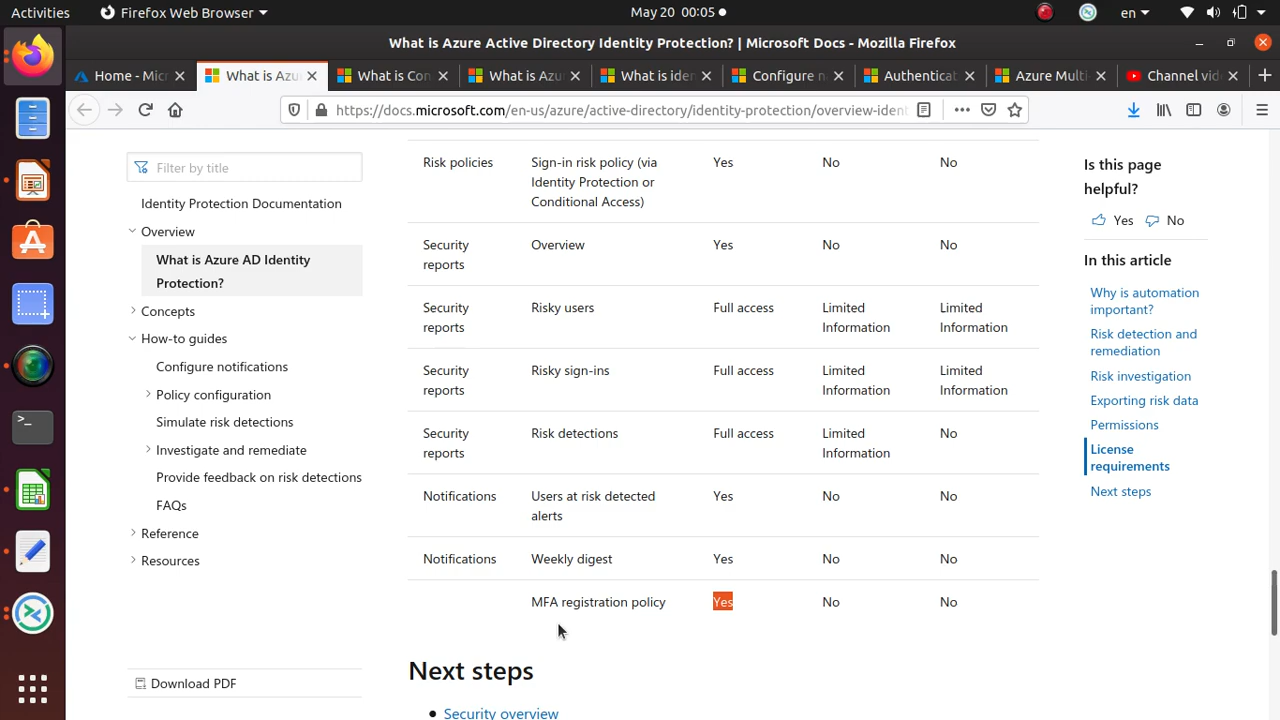 Activities
Firefox Web Browser
May 20 00:05
en
What is Azure Active Directory Identity Protection? | Microsoft Docs - Mozilla Firefox
Home - Micr
What is Azu
What is Con
What is Azu
What is iden
Configure n
Authenticat
Azure Multi
Channel vid
https://docs.microsoft.com/en-us/azure/active-directory/identity-protection/overview-ident
Filter by title
Identity Protection Documentation
Overview
What is Azure AD Identity
Protection?
Concepts
How-to guides
Configure notifications
Policy configuration
Simulate risk detections
Investigate and remediate
Provide feedback on risk detections
FAQs
Reference
Resources
Download PDF
Risk policies Sign-in risk policy (via Yes No No
Identity Protection or
Conditional Access)
Security Overview Yes No No
reports
Security Risky users Full access Limited Limited
reports Information Information
Security Risky sign-ins Full access Limited Limited
reports Information Information
Security Risk detections Full access Limited No
reports Information
Notifications Users at risk detected Yes No No
alerts
Notifications Weekly digest Yes No No
MFA registration policy Yes No No
Next steps
Security overview
Is this page
helpful?
Yes No
In this article
Why is automation
important?
Risk detection and
remediation
Risk investigation
Exporting risk data
Permissions
License
requirements
Next steps